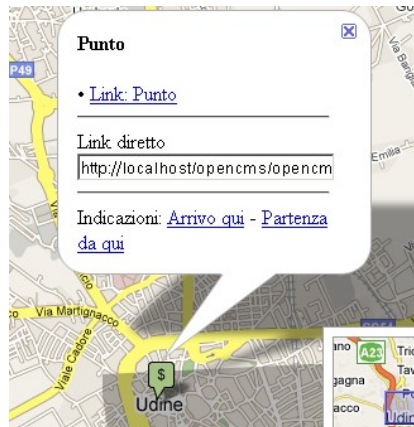 Punto
P49
• Link: Punto
Link diretto
http://localhost/opencms/opencm
Emilia
Indicazioni: Arrivo qui - Partenza
da qui
Via Martignacco
Viale Cadore
A23
$
Udine
Udine